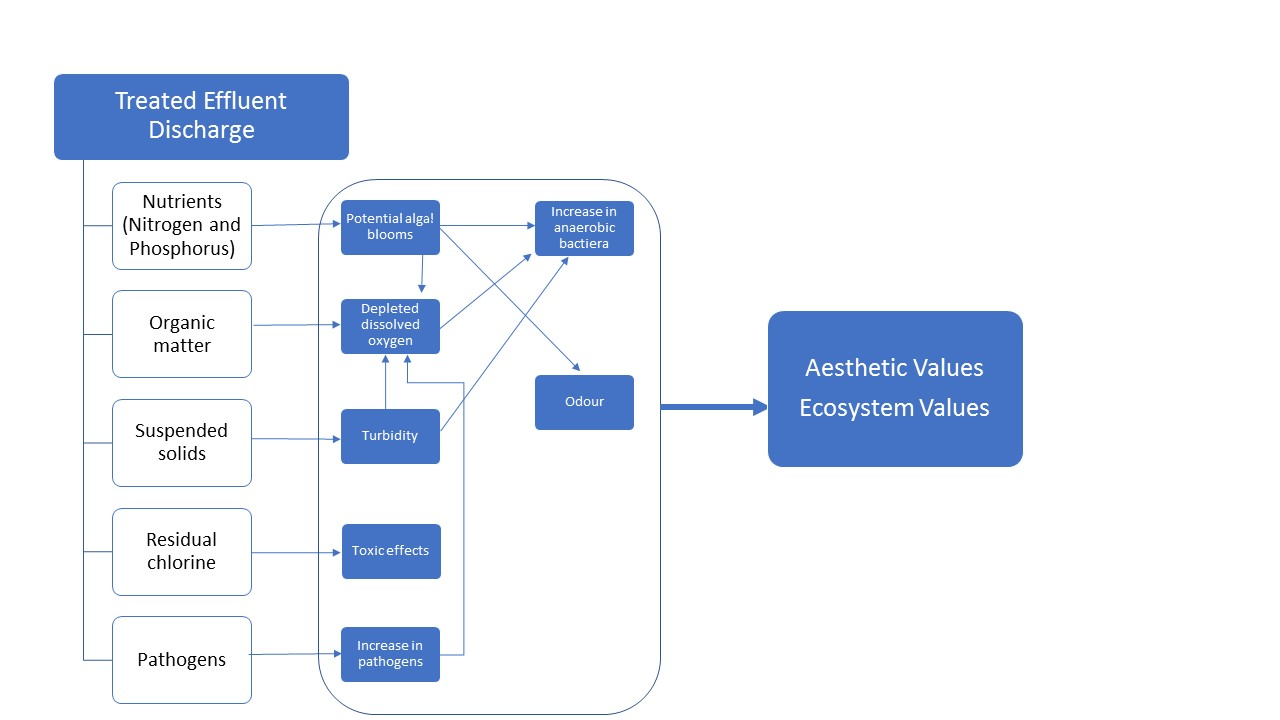 Treated Effluent
Discharge
Nutrients
(Nitrogen and
Phosphorus)
Organic
matter
Suspended
solids
Residual
chlorine
Pathogens
Potential alga!
blooms
Depleted
dissolved
oxygen
Turbidity
Toxic effects
Increase in
pathogens
Increase in
anaerobic
bactiera
Odour
Aesthetic Values
Ecosystem Values